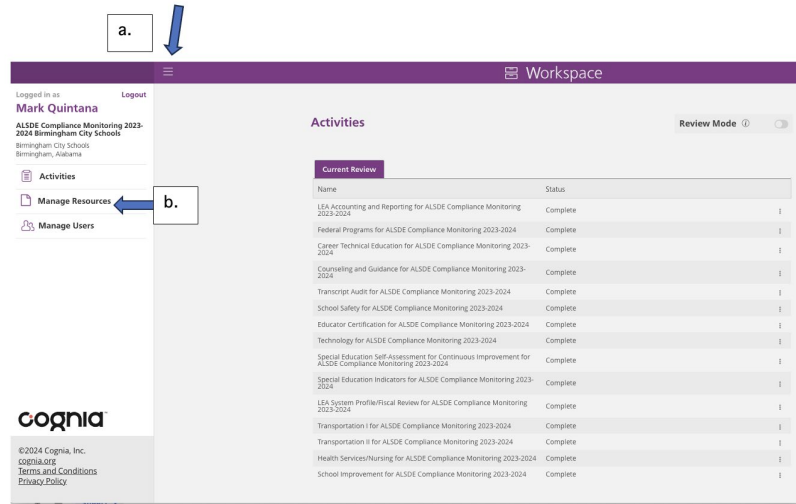 a.
Workspace
Logged in as Logout
Mark Quintana
ALSDE Compliance Monitoring 2023-
2024 Birmingham City Schools
Birmingham City Schools
Birmingham, Alabama
Activities
Manage Resources
b.
Manage Users
cognia
©2024 Cognia, Inc.
cognia.org
Terms and Conditions
Privacy Policy
Activities
Review Mode
Current Review
Name Status
LEA Accounting and Reporting for ALSDE Compliance Monitoring
2023-2024 Complete
Federal Programs for ALSDE Compliance Monitoring 2023-2024 Complete
Career Technical Education for ALSDE Compliance Monitoring 2023-
2024 Complete
Counseling and Guidance for ALSDE Compliance Monitoring 2023-
2024 Complete
Transcript Audit for ALSDE Compliance Monitoring 2023-2024 Complete
School Safety for ALSDE Compliance Monitoring 2023-2024 Complete
Educator Certification for ALSDE Compliance Monitoring 2023-2024 Complete
Technology for ALSDE Compliance Monitoring 2023-2024 Complete
Special Education Self-Assessment for Continuous Improvement for
ALSDE Compliance Monitoring 2023-2024 Complete
Special Education Indicators for ALSDE Compliance Monitoring 2023-
2024 Complete
LEA System Profile/Fiscal Review for ALSDE Compliance Monitoring
2023-2024 Complete
Transportation I for ALSDE Compliance Monitoring 2023-2024 Complete
Transportation II for ALSDE Compliance Monitoring 2023-2024 Complete
Health Services/Nursing for ALSDE Compliance Monitoring 2023-2024 Complete
School Improvement for ALSDE Compliance Monitoring 2023-2024 Complete